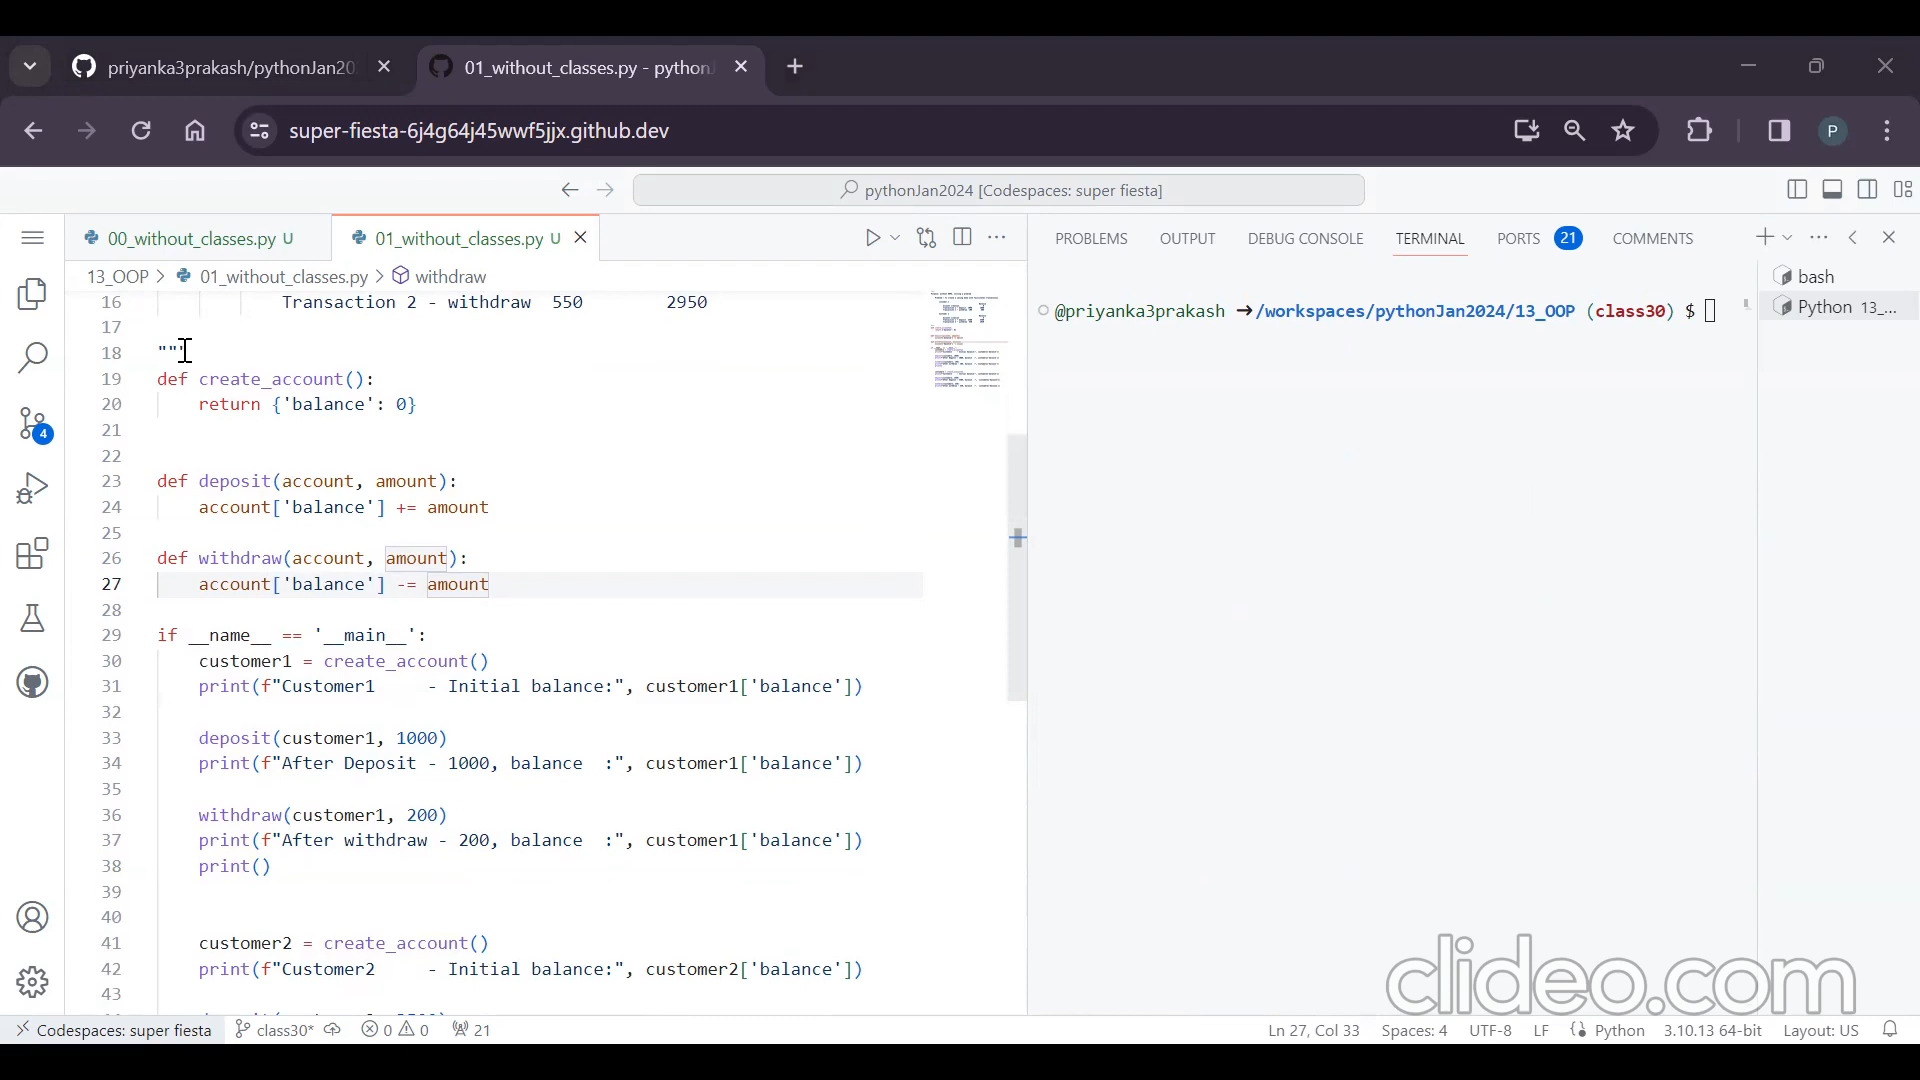 priyanka3prakash/pythonJan20
01_without_classes.py - python
super-fiesta-6j4g64j45wwf5jjx.github.dev
P
pythonJan2024 [Codespaces: super fiesta]
00_without_classes.py U
01_without_classes.py U
PROBLEMS OUTPUT DEBUG CONSOLE TERMINAL PORTS 21 COMMENTS
13_OOP > 01_without_classes.py > withdraw
bash
Python 13_...
@priyanka3prakash →/workspaces/pythonJan2024/13_OOP (class30) $
16 Transaction 2 - withdraw 550 2950
17
18 """
19 def create_account():
20 return {'balance': 0}
21
22
23 def deposit(account, amount):
24 account['balance'] += amount
25
26 def withdraw(account, amount):
27 account['balance'] -= amount
28
29 if __name__ == '__main__':
30 customer1 = create_account()
31 print(f"Customer1 - Initial balance:", customer1['balance'])
32
33 deposit(customer1, 1000)
34 print(f"After Deposit - 1000, balance :", customer1['balance'])
35
36 withdraw(customer1, 200)
37 print(f"After withdraw - 200, balance :", customer1['balance'])
38 print()
39
40
41 customer2 = create_account()
42 print(f"Customer2 - Initial balance:", customer2['balance'])
43
4
clideo.com
Codespaces: super fiesta class30* 0 0 21
Ln 27, Col 33 Spaces: 4 UTF-8 LF Python 3.10.13 64-bit Layout: US